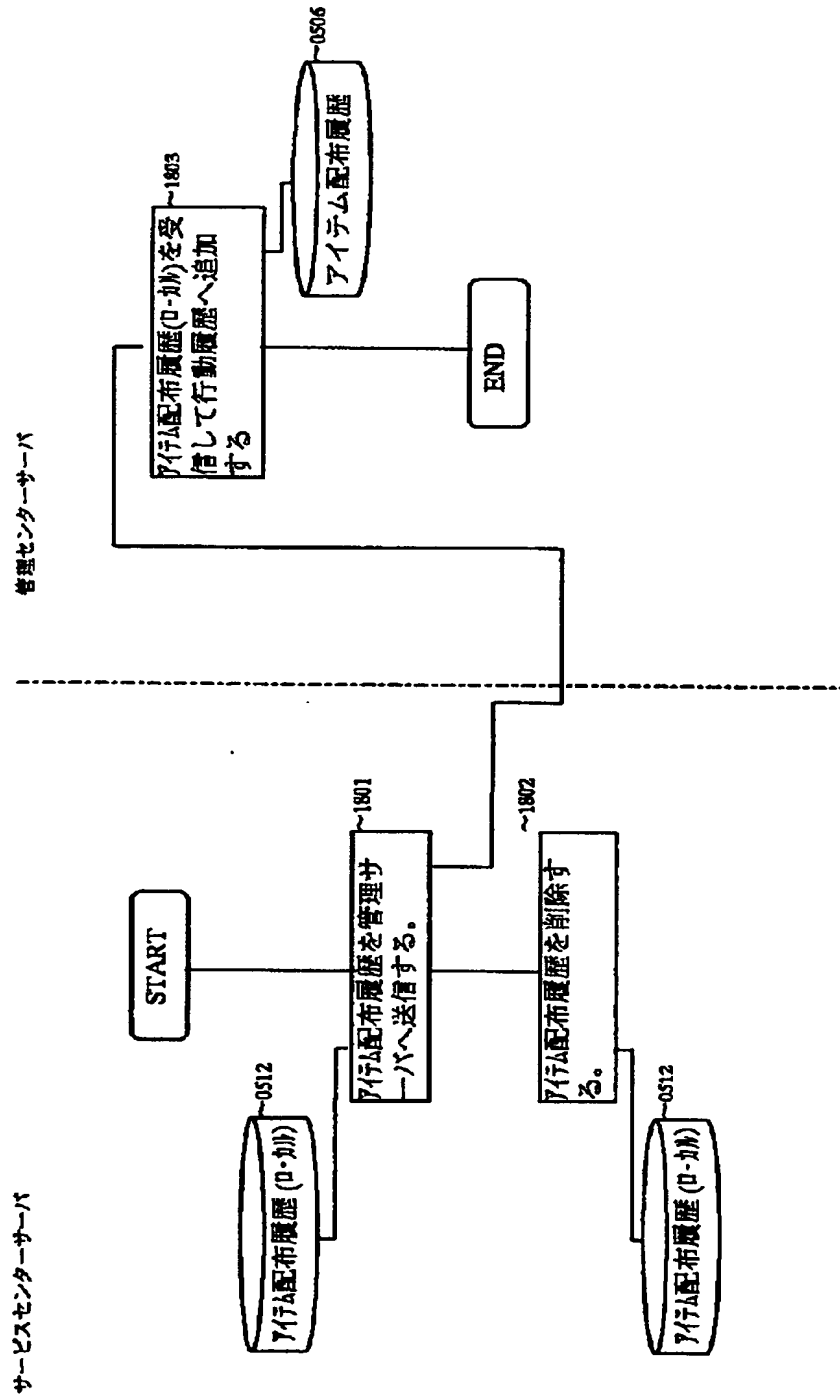 サービスセンターサーバ
管理センターサーバ
START
アイテム配布履歴 (ローカル)
~0512
アイテム配布履歴を管理サ
ーバへ送信する。
~1801
アイテム配布履歴を削除す
る。
~1802
アイテム配布履歴 (ローカル)
~0512
アイテム配布履歴(ローカル)を受
信して行動履歴へ追加
する
~1803
アイテム配布履歴
~0506
END